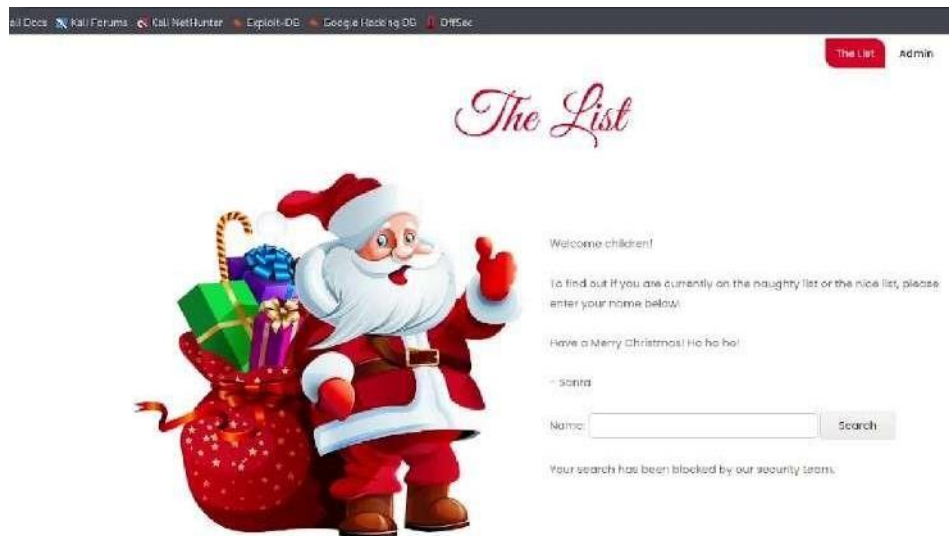 ali Docs Kali Forums Kali NetHunter Exploit-DB Google Hacking DB OffSec
The List Admin
The List
Welcome children!
To find out if you are currently on the naughty list or the nice list, please
enter your name below!
Have a Merry Christmas! Ho ho ho!
- Santa
Name: Search
Your search has been blocked by our security team.